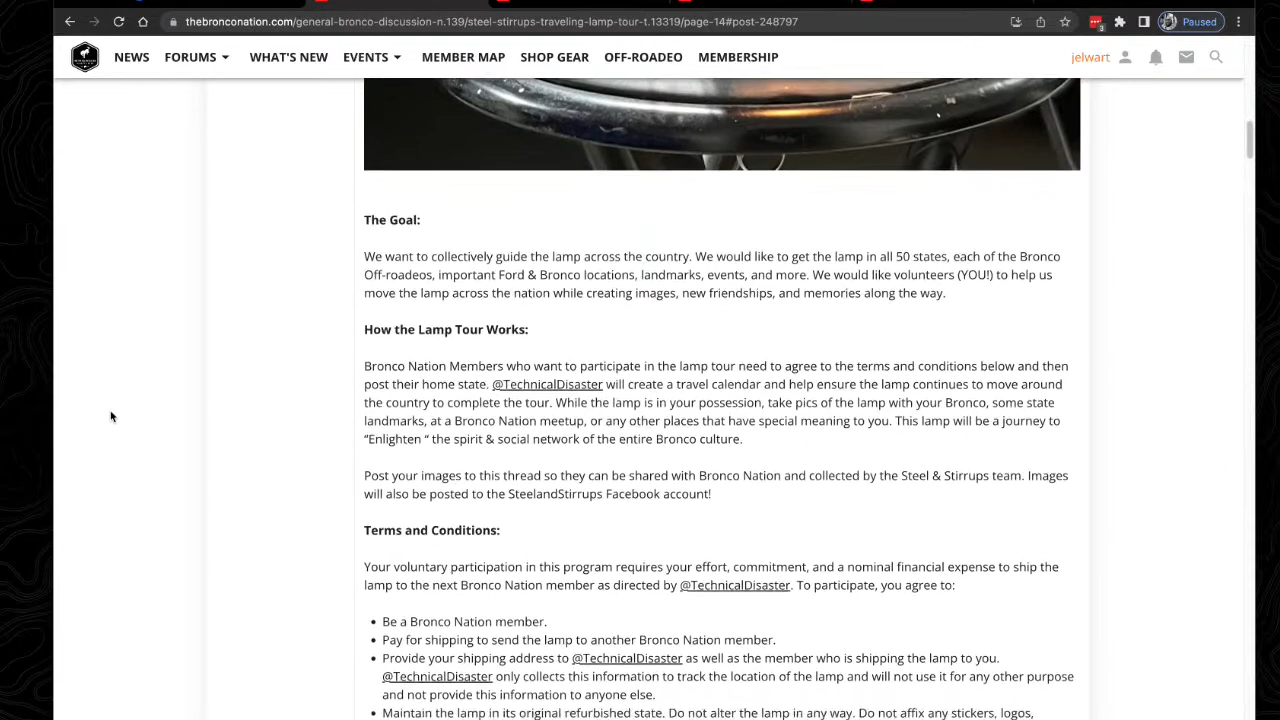 thebronconation.com/general-bronco-discussion-n.139/steel-stirrups-traveling-lamp-tour-t.13319/page-14#post-248797
3
Paused
NEWS FORUMS WHAT'S NEW EVENTS MEMBER MAP SHOP GEAR OFF-ROADEO MEMBERSHIP jelwart
The Goal:
We want to collectively guide the lamp across the country. We would like to get the lamp in all 50 states, each of the Bronco
Off-roadeos, important Ford & Bronco locations, landmarks, events, and more. We would like volunteers (YOU!) to help us
move the lamp across the nation while creating images, new friendships, and memories along the way.
How the Lamp Tour Works:
Bronco Nation Members who want to participate in the lamp tour need to agree to the terms and conditions below and then
post their home state. @TechnicalDisaster will create a travel calendar and help ensure the lamp continues to move around
the country to complete the tour. While the lamp is in your possession, take pics of the lamp with your Bronco, some state
landmarks, at a Bronco Nation meetup, or any other places that have special meaning to you. This lamp will be a journey to
“Enlighten “ the spirit & social network of the entire Bronco culture.
Post your images to this thread so they can be shared with Bronco Nation and collected by the Steel & Stirrups team. Images
will also be posted to the SteelandStirrups Facebook account!
Terms and Conditions:
Your voluntary participation in this program requires your effort, commitment, and a nominal financial expense to ship the
lamp to the next Bronco Nation member as directed by @TechnicalDisaster. To participate, you agree to:
• Be a Bronco Nation member.
• Pay for shipping to send the lamp to another Bronco Nation member.
• Provide your shipping address to @TechnicalDisaster as well as the member who is shipping the lamp to you.
@TechnicalDisaster only collects this information to track the location of the lamp and will not use it for any other purpose
and not provide this information to anyone else.
• Maintain the lamp in its original refurbished state. Do not alter the lamp in any way. Do not affix any stickers, logos,